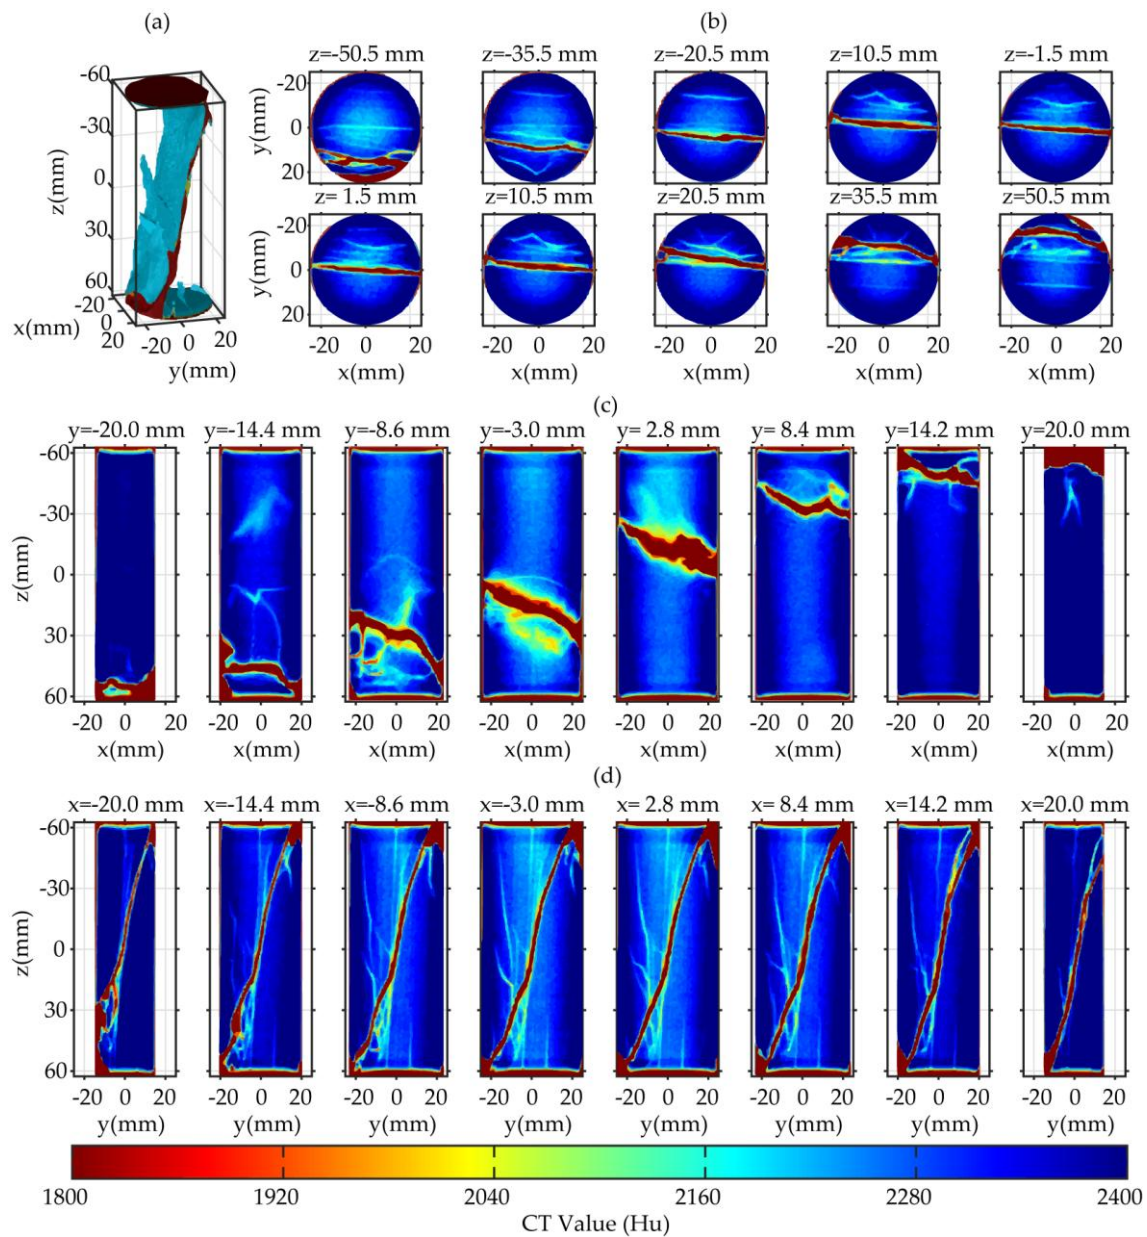 (a) (b)
z=-50.5 mm z=-35.5 mm z=-20.5 mm z=10.5 mm z=-1.5 mm
-60
-30
0
30
60
z(mm)
-20
0
20
x(mm)
-20 0 20
y(mm)
-20
0
20
y(mm)
z= 1.5 mm z=10.5 mm z=20.5 mm z=35.5 mm z=50.5 mm
-20
0
20
y(mm)
-20 0 20 -20 0 20 -20 0 20 -20 0 20 -20 0 20
x(mm) x(mm) x(mm) x(mm) x(mm)
(c)
y=-20.0 mm y=-14.4 mm y=-8.6 mm y=-3.0 mm y= 2.8 mm y= 8.4 mm y= 14.2 mm y=20.0 mm
-60
-30
0
30
60
z(mm)
-20 0 20 -20 0 20 -20 0 20 -20 0 20 -20 0 20 -20 0 20 -20 0 20 -20 0 20
x(mm) x(mm) x(mm) x(mm) x(mm) x(mm) x(mm) x(mm)
(d)
x=-20.0 mm x=-14.4 mm x=-8.6 mm x=-3.0 mm x= 2.8 mm x= 8.4 mm x=14.2 mm x=20.0 mm
-60
-30
0
30
60
z(mm)
-20 0 20 -20 0 20 -20 0 20 -20 0 20 -20 0 20 -20 0 20 -20 0 20 -20 0 20
y(mm) y(mm) y(mm) y(mm) y(mm) y(mm) y(mm) y(mm)
1800 1920 2040 2160 2280 2400
CT Value (Hu)